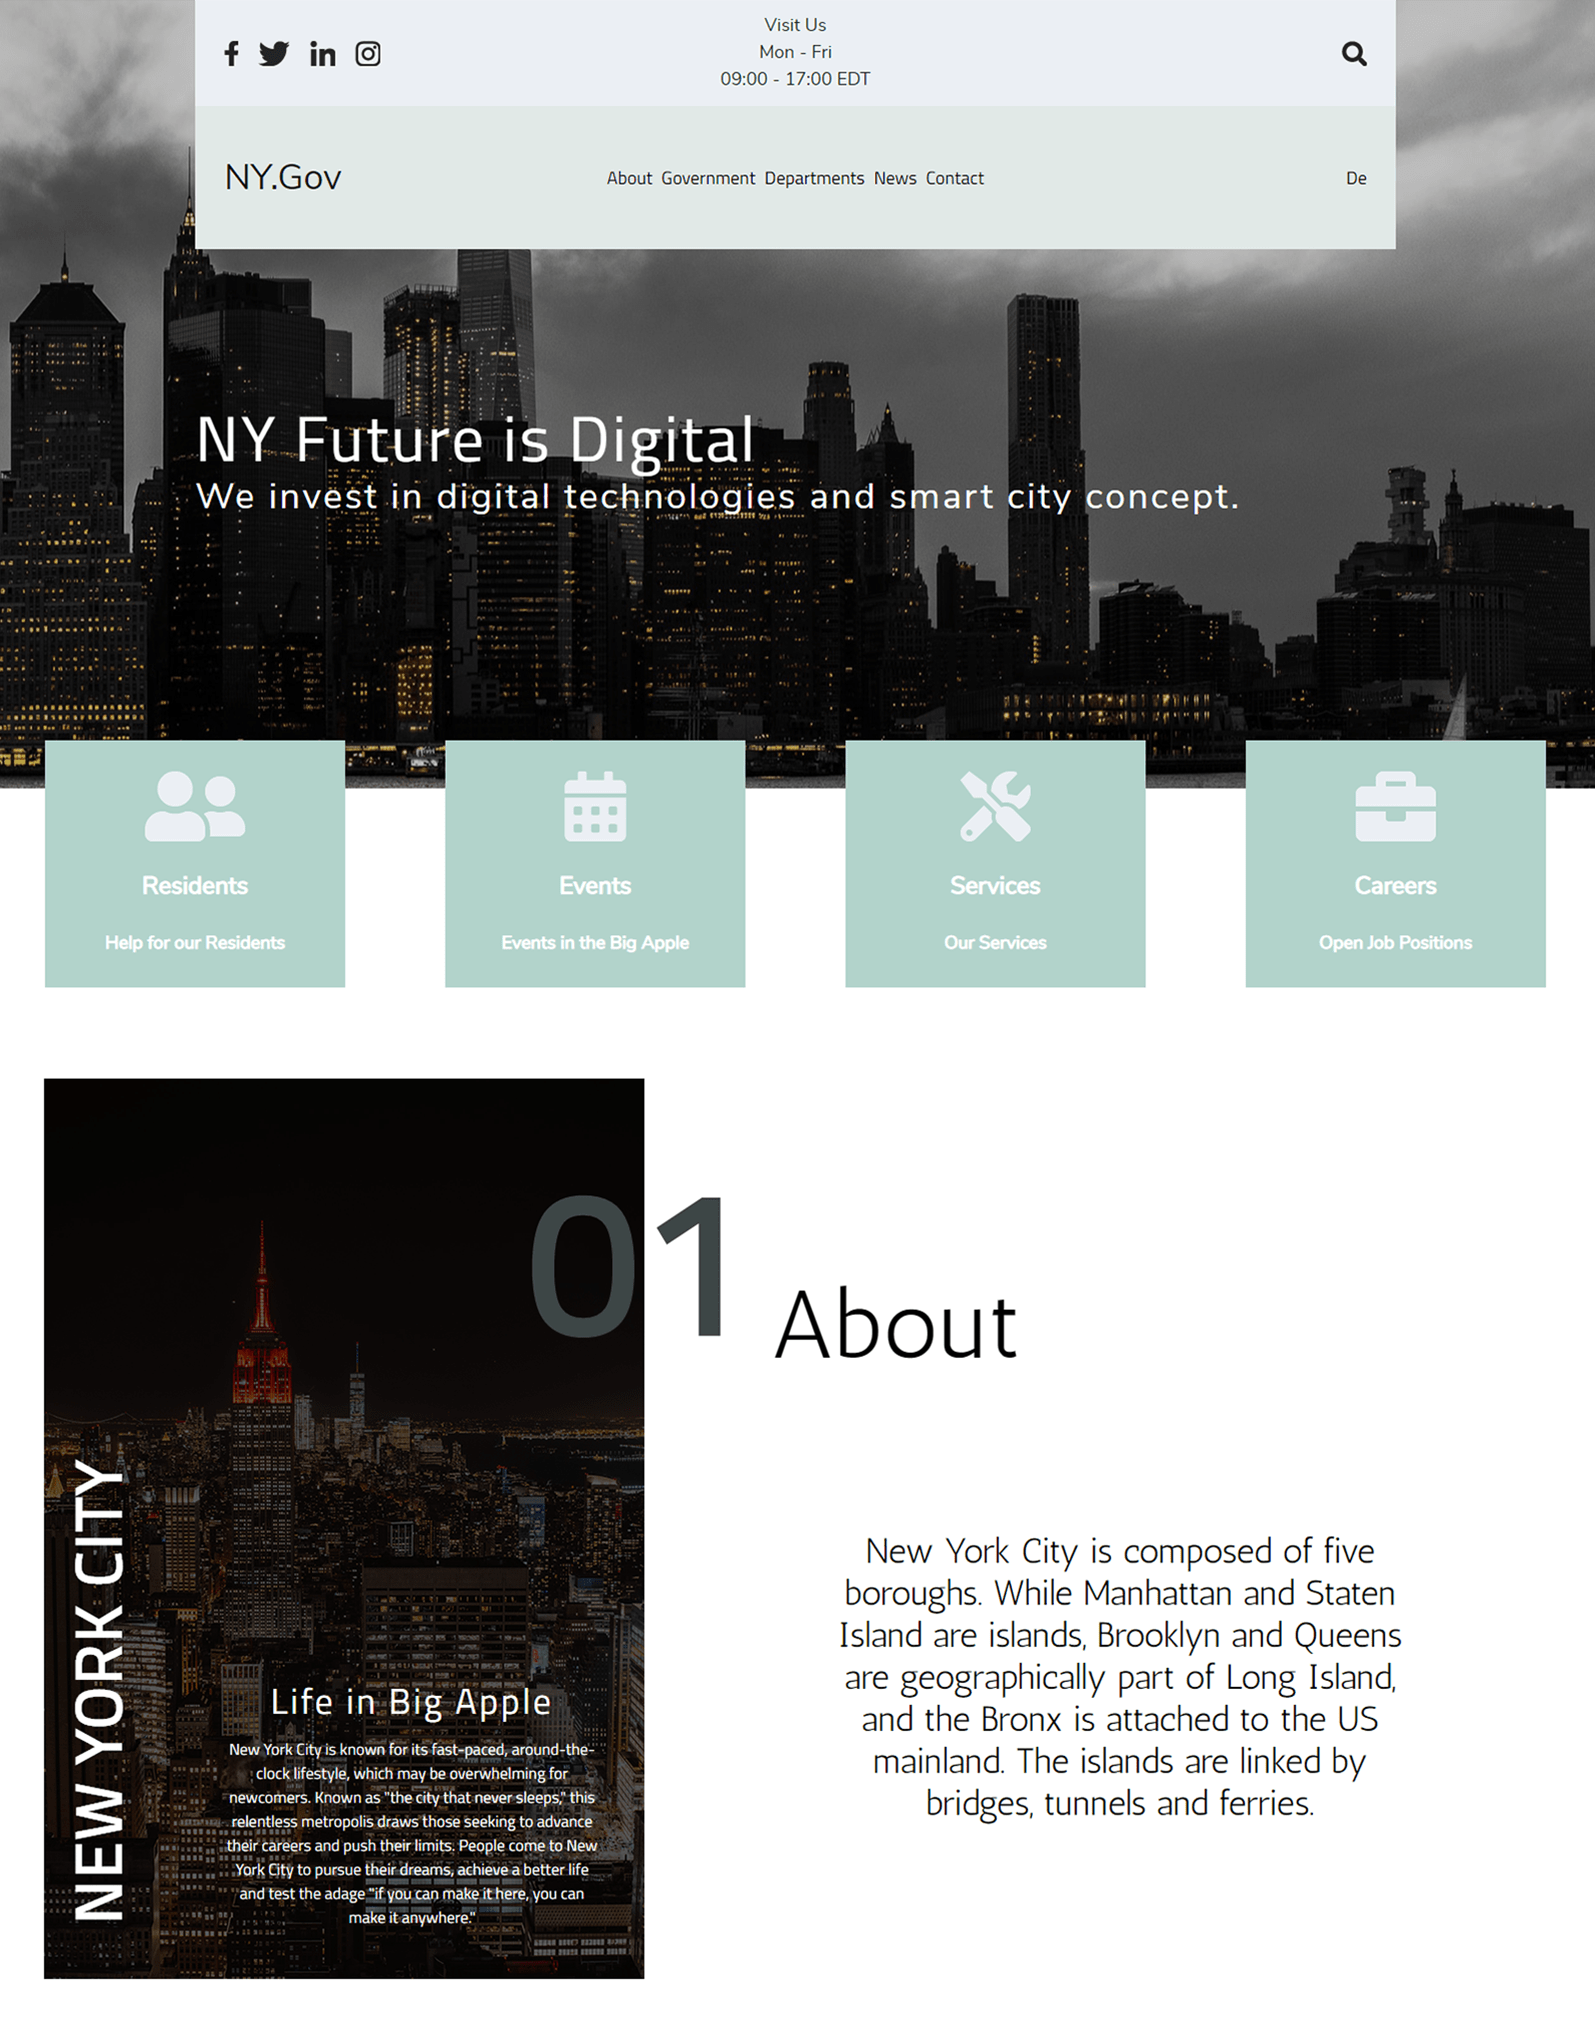 Visit Us
Mon - Fri
09:00 - 17:00 EDT
NY.Gov
About Government Departments News Contact
De
NY Future is Digital
We invest in digital technologies and smart city concept.
Residents
Help for our Residents
Events
Events in the Big Apple
Services
Our Services
Careers
Open Job Positions
01
About
NEW YORK CITY
Life in Big Apple
New York City is known for its fast-paced, around-the-
clock lifestyle, which may be overwhelming for
newcomers. Known as "the city that never sleeps," this
relentless metropolis draws those seeking to advance
their careers and push their limits. People come to New
York City to pursue their dreams, achieve a better life
and test the adage "if you can make it here, you can
make it anywhere."
New York City is composed of five
boroughs. While Manhattan and Staten
Island are islands, Brooklyn and Queens
are geographically part of Long Island,
and the Bronx is attached to the US
mainland. The islands are linked by
bridges, tunnels and ferries.